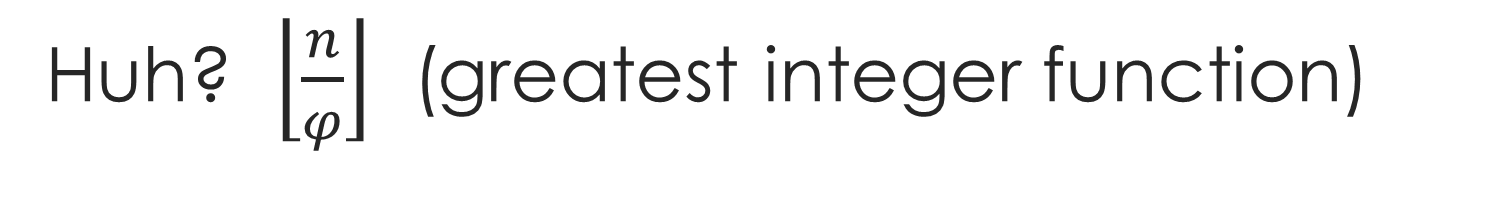 Huh? ⌊n/φ⌋ (greatest integer function)